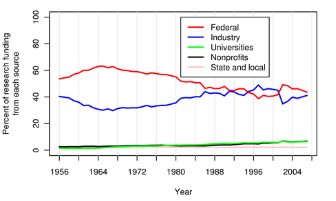 Percent of research funding
from each source
100
80
60
40
20
0
Federal
Industry
Universities
Nonprofits
State and local
1956
1964
1972
1980
1988
1996
2004
Year